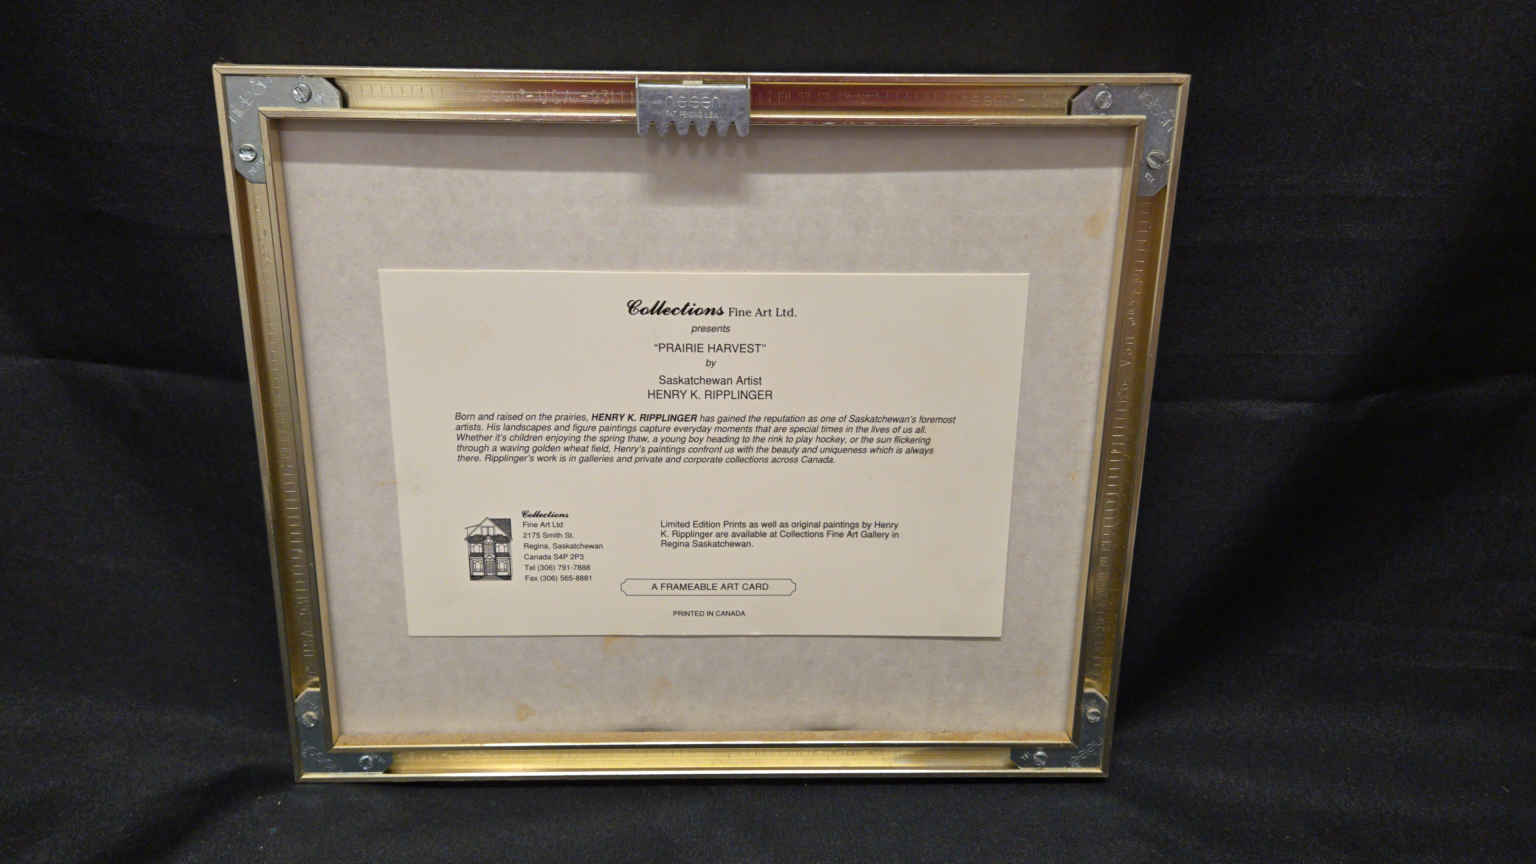 nielsen
Collections Fine Art Ltd.
presents
"PRAIRIE HARVEST"
by
Saskatchewan Artist
HENRY K. RIPPLINGER
Born and raised on the prairies, HENRY K. RIPPLINGER has gained the reputation as one of Saskatchewan's foremost
artists. His landscapes and figure paintings capture everyday moments that are special times in the lives of us all.
Whether it's children enjoying the spring thaw, a young boy heading to the rink to play hockey, or the sun flickering
through a waving golden wheat field, Henry's paintings confront us with the beauty and uniqueness which is always
there. Ripplinger's work is in galleries and private and corporate collections across Canada.
Collections
Fine Art Ltd
2175 Smith St.
Regina, Saskatchewan
Canada S4P 2P3
Tel (306) 791-7888
Fax (306) 565-8881
Limited Edition Prints as well as original paintings by Henry
K. Ripplinger are available at Collections Fine Art Gallery in
Regina Saskatchewan.
A FRAMEABLE ART CARD
PRINTED IN CANADA